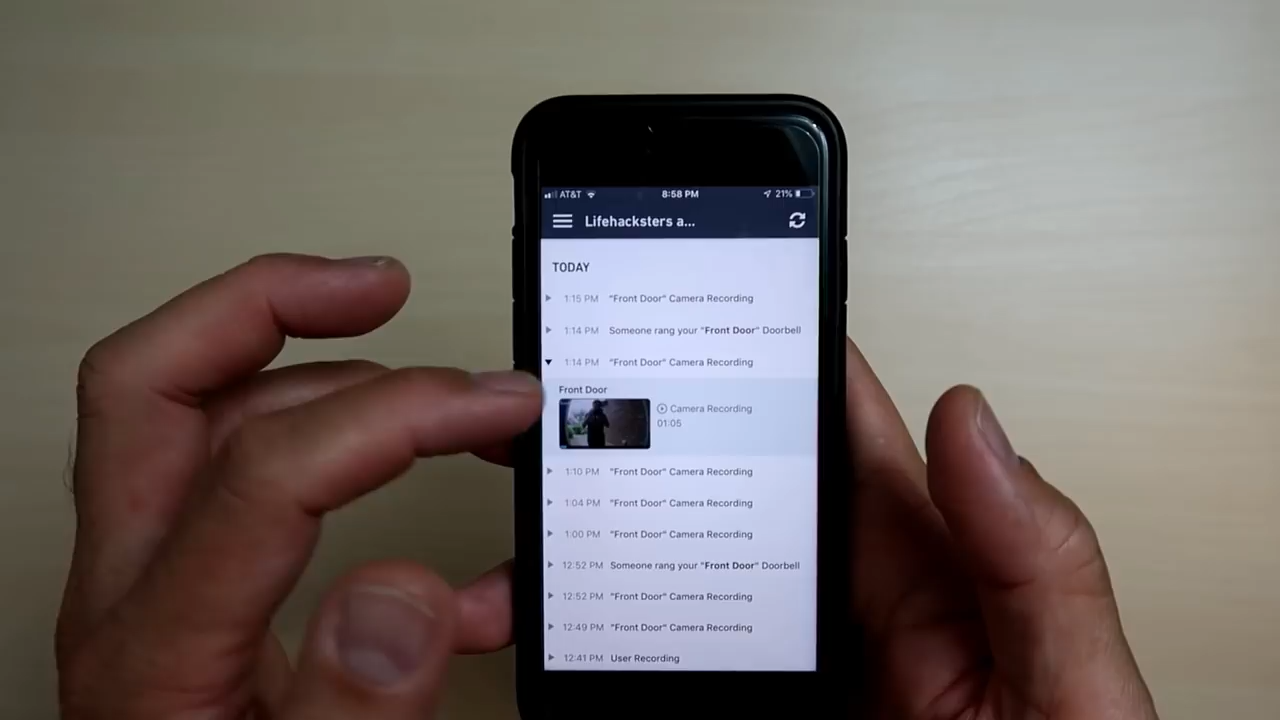 AT&T 8:58 PM 21%
Lifehacksters a...
TODAY
1:15 PM "Front Door" Camera Recording
1:14 PM Someone rang your "Front Door" Doorbell
1:14 PM "Front Door" Camera Recording
Front Door
Camera Recording
01:05
1:10 PM "Front Door" Camera Recording
1:04 PM "Front Door" Camera Recording
1:00 PM "Front Door" Camera Recording
12:52 PM Someone rang your "Front Door" Doorbell
12:52 PM "Front Door" Camera Recording
12:49 PM "Front Door" Camera Recording
12:41 PM User Recording